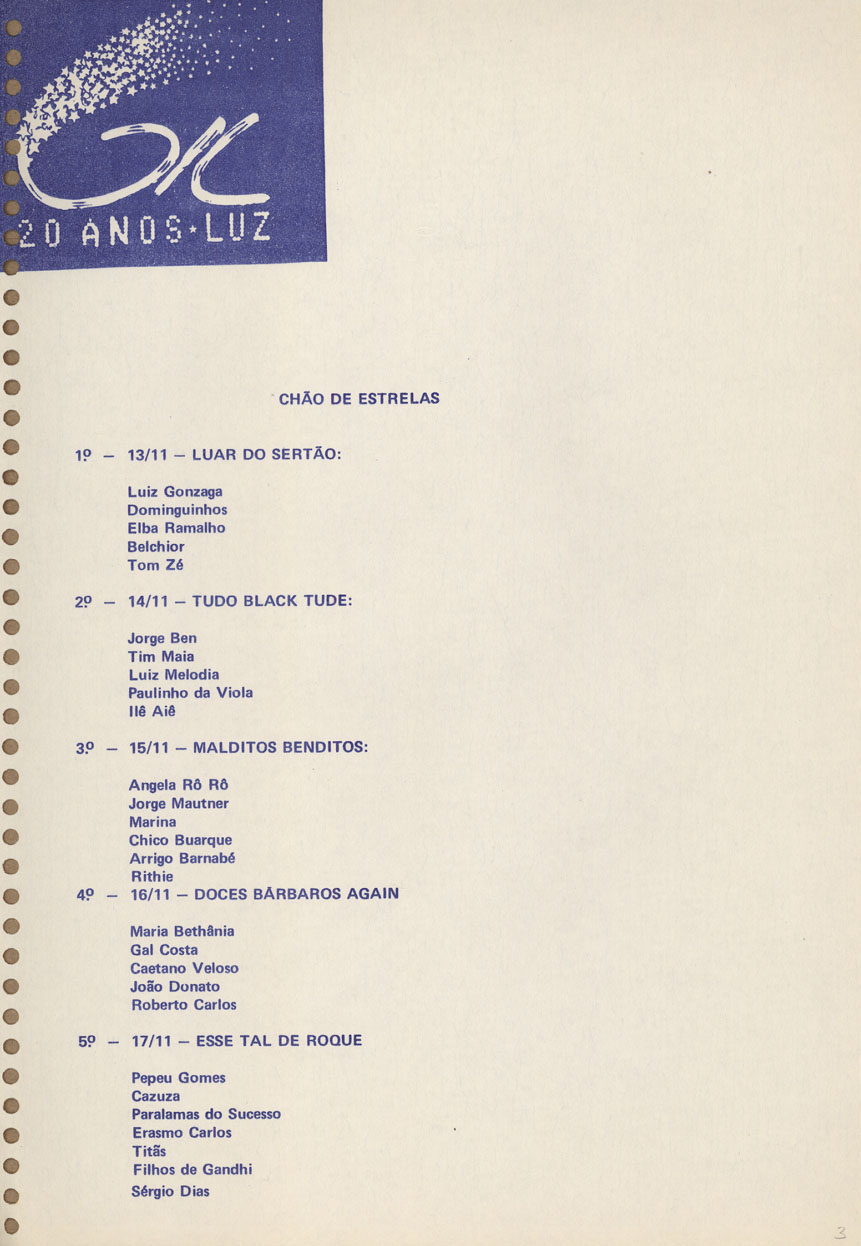 GIL
20 ANOS★LUZ
CHÃO DE ESTRELAS
1º — 13/11 — LUAR DO SERTÃO:
Luiz Gonzaga
Dominguinhos
Elba Ramalho
Belchior
Tom Zé
2º — 14/11 — TUDO BLACK TUDE:
Jorge Ben
Tim Maia
Luiz Melodia
Paulinho da Viola
Ilê Aiê
3º — 15/11 — MALDITOS BENDITOS:
Angela Rô Rô
Jorge Mautner
Marina
Chico Buarque
Arrigo Barnabé
Rithie
4º — 16/11 — DOCES BÁRBAROS AGAIN
Maria Bethânia
Gal Costa
Caetano Veloso
João Donato
Roberto Carlos
5º — 17/11 — ESSE TAL DE ROQUE
Pepeu Gomes
Cazuza
Paralamas do Sucesso
Erasmo Carlos
Titãs
Filhos de Gandhi
Sérgio Dias
3